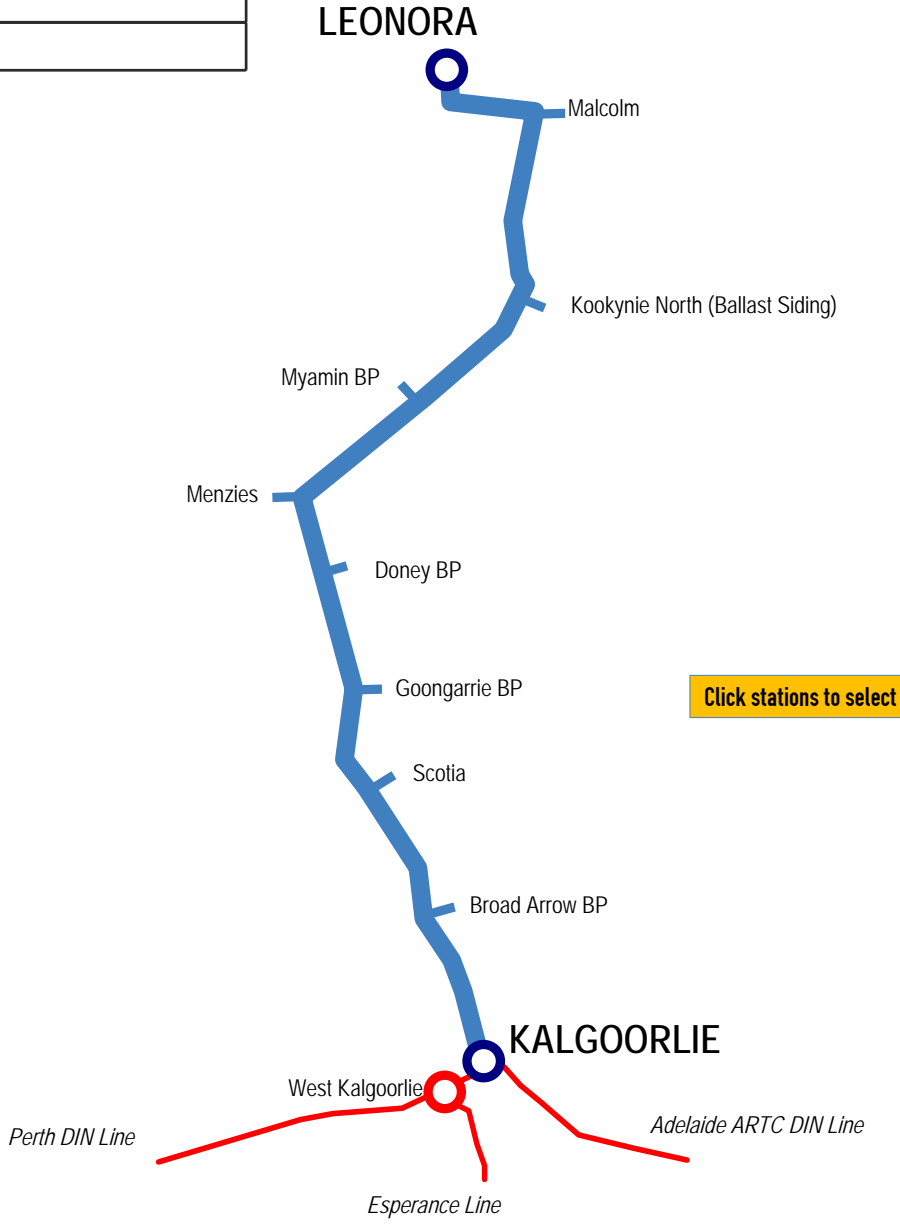 LEONORA
Malcolm
Kookynie North (Ballast Siding)
Myamin BP
Menzies
Doney BP
Goongarrie BP
Click stations to select
Scotia
Broad Arrow BP
KALGOORLIE
West Kalgoorlie
Perth DIN Line
Adelaide ARTC DIN Line
Esperance Line